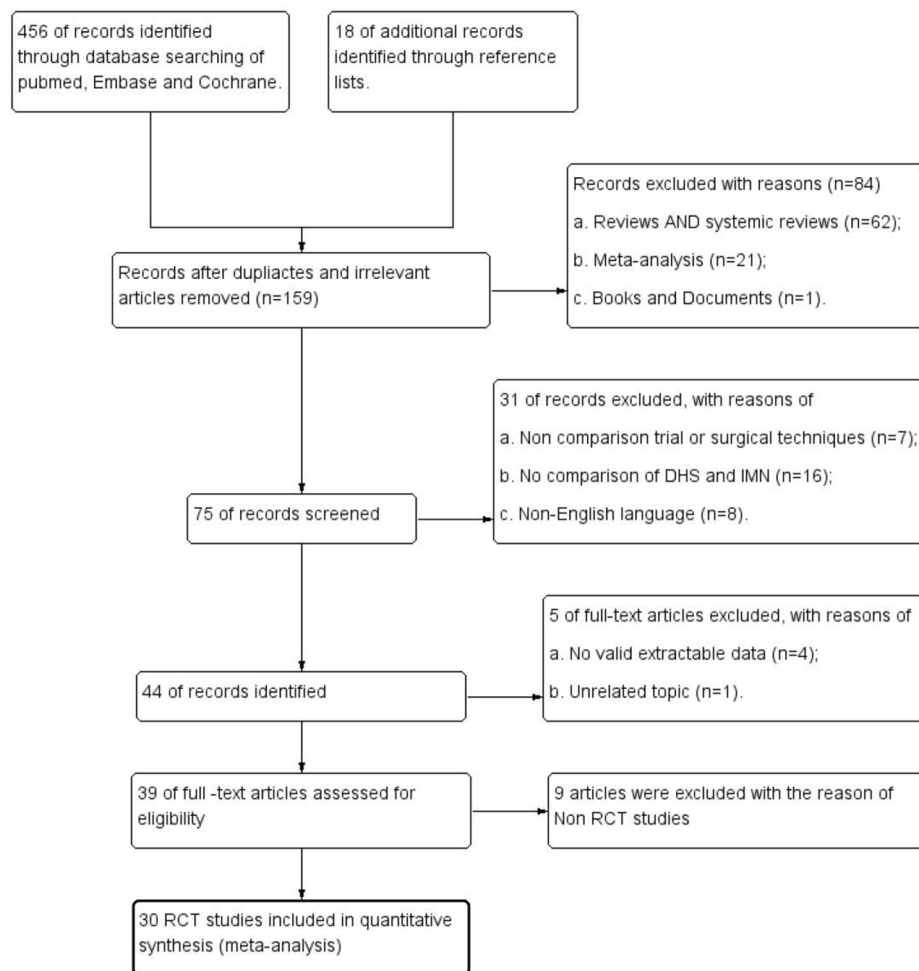 456 of records identified
through database searching of
pubmed, Embase and Cochrane.
18 of additional records
identified through reference
lists.
Records excluded with reasons (n=84)
a. Reviews AND systemic reviews (n=62);
b. Meta-analysis (n=21);
c. Books and Documents (n=1).
Records after dupliactes and irrelevant
articles removed (n=159)
31 of records excluded, with reasons of
a. Non comparison trial or surgical techniques (n=7);
b. No comparison of DHS and IMN (n=16);
c. Non-English language (n=8).
75 of records screened
5 of full-text articles excluded, with reasons of
a. No valid extractable data (n=4);
b. Unrelated topic (n=1).
44 of records identified
39 of full -text articles assessed for
eligibility
9 articles were excluded with the reason of
Non RCT studies
30 RCT studies included in quantitative
synthesis (meta-analysis)